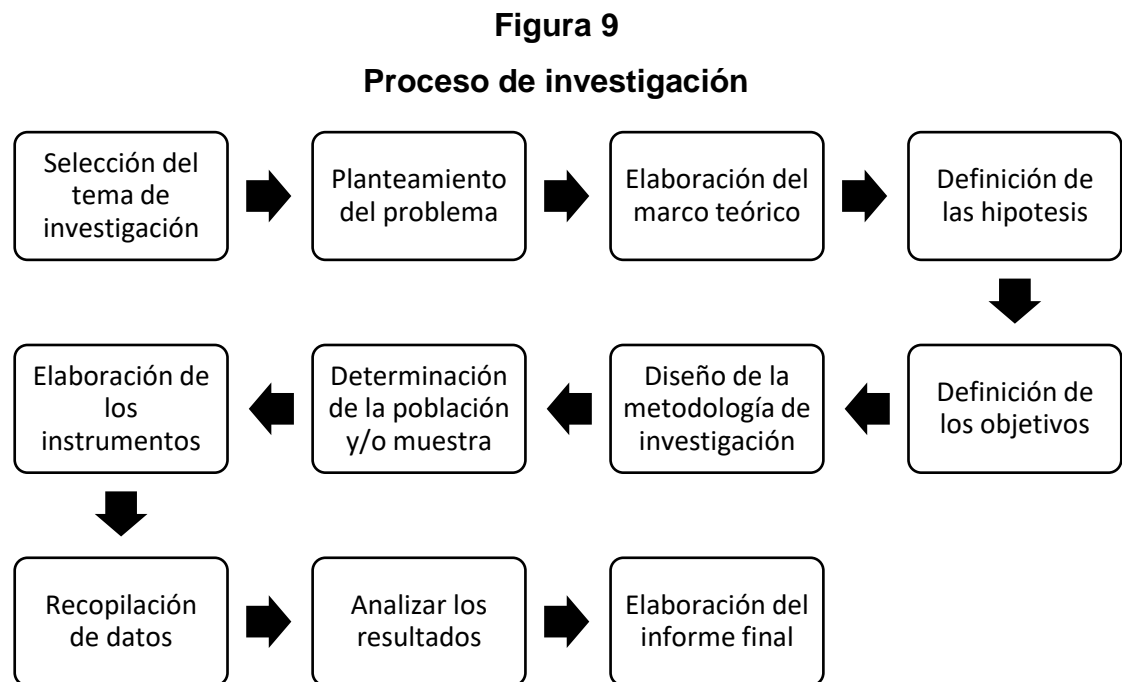 Figura 9
Proceso de investigación
Selección del
tema de
investigación
Planteamiento
del problema
Elaboración del
marco teórico
Definición de
las hipotesis
Definición de
los objetivos
Diseño de la
metodología de
investigación
Determinación
de la población
y/o muestra
Elaboración de
los
instrumentos
Recopilación
de datos
Analizar los
resultados
Elaboración del
informe final